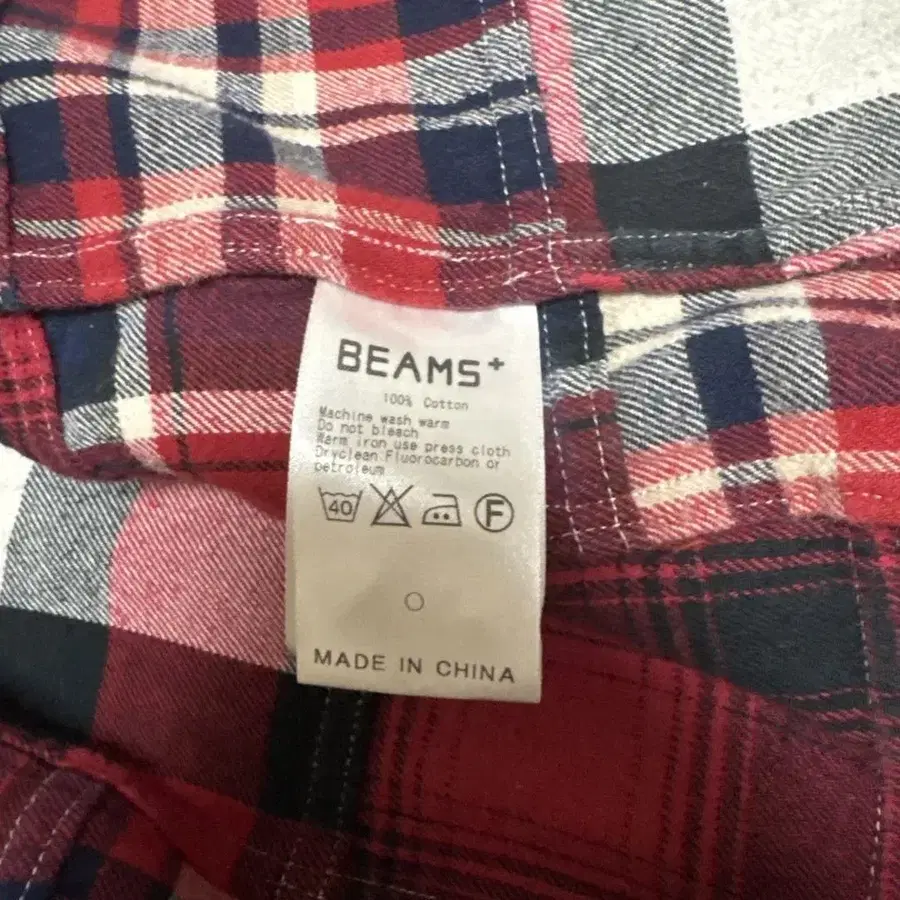 BEAMS+
100% Cotton
Machine wash warm
Do not bleach
Warm iron use press cloth
Dryclean Fluorocarbon or
petroleum
40 F
MADE IN CHINA